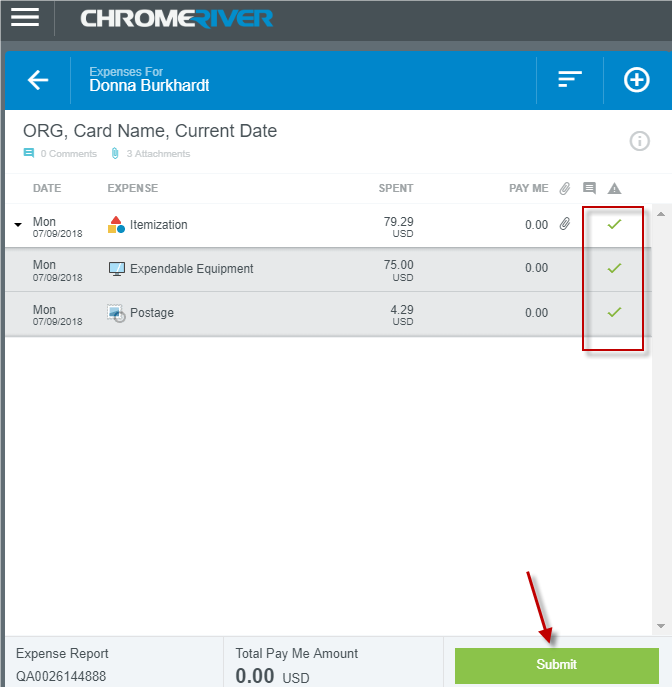 CHROMERIVER
Expenses For
Donna Burkhardt
ORG, Card Name, Current Date
0 Comments 3 Attachments
DATE EXPENSE SPENT PAY ME
Mon Itemization 79.29 0.00
07/09/2018 USD
Mon Expendable Equipment 75.00 0.00
07/09/2018 USD
Mon Postage 4.29 0.00
07/09/2018 USD
Expense Report Total Pay Me Amount Submit
QA0026144888 0.00 USD